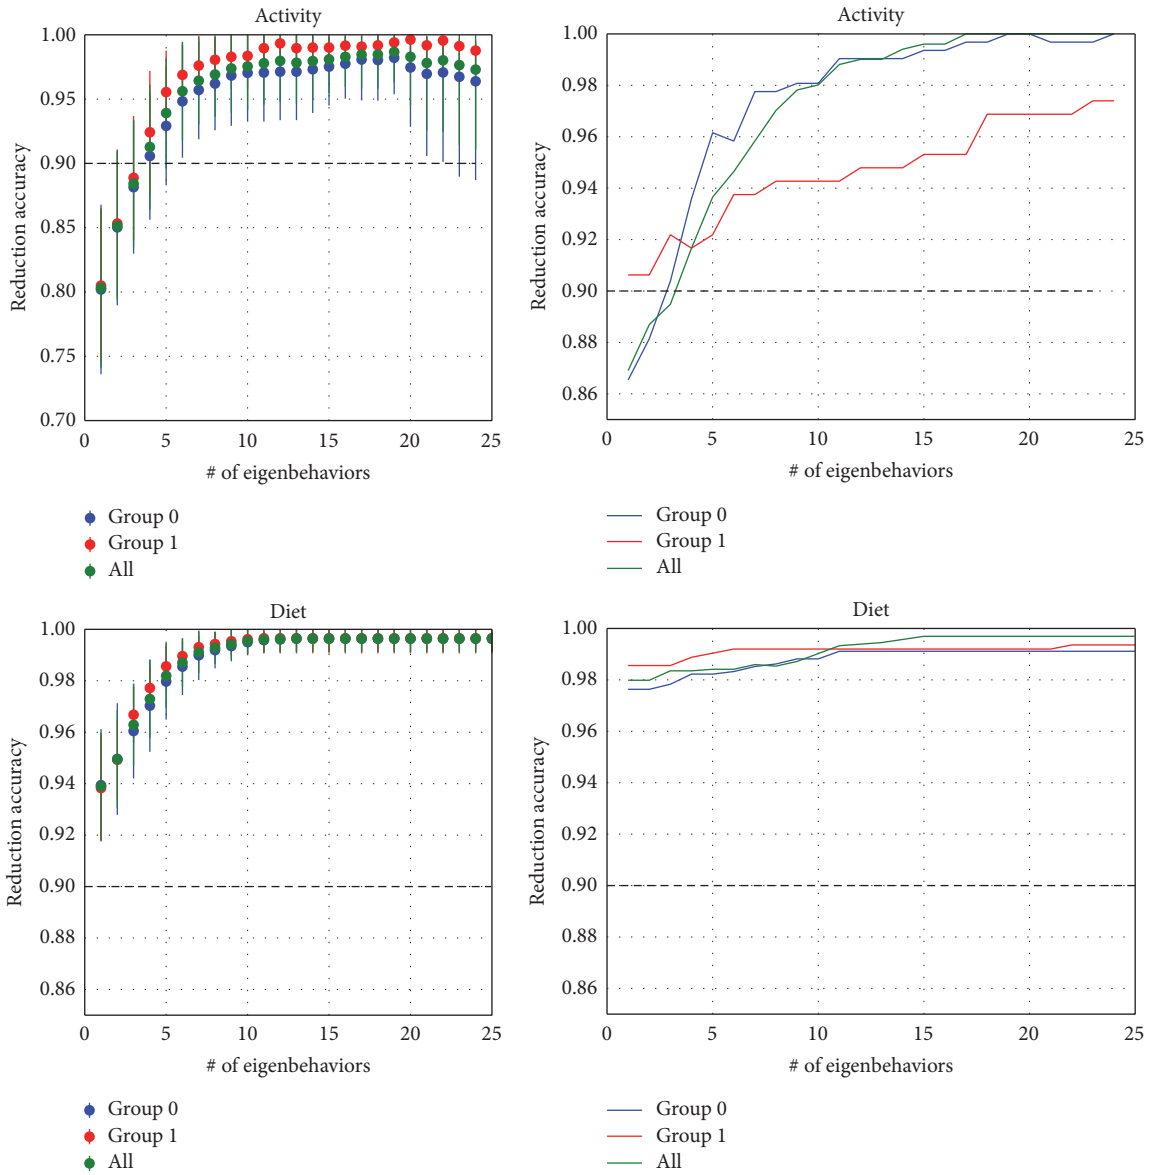 Activity
1.00
0.95
0.90
0.85
0.80
0.75
0.70
Reduction accuracy
0 5 10 15 20 25
# of eigenbehaviors
Group 0
Group 1
All
Activity
1.00
0.98
0.96
0.94
0.92
0.90
0.88
0.86
Reduction accuracy
0 5 10 15 20 25
# of eigenbehaviors
Group 0
Group 1
All
Diet
1.00
0.98
0.96
0.94
0.92
0.90
0.88
0.86
Reduction accuracy
0 5 10 15 20 25
# of eigenbehaviors
Group 0
Group 1
All
Diet
1.00
0.98
0.96
0.94
0.92
0.90
0.88
0.86
Reduction accuracy
0 5 10 15 20 25
# of eigenbehaviors
Group 0
Group 1
All